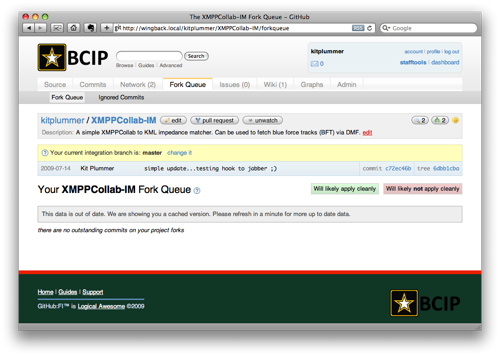 The XMPPCollab-IM Fork Queue – GitHub
http://wingback.local/kitplummer/XMPPCollab-IM/forkqueue
RSS
Google
BCIP
Search
Browse | Guides | Advanced
kitplummer
account | profile | log out
0
stafftools | dashboard
Source
Commits
Network (2)
Fork Queue
Issues (0)
Wiki (1)
Graphs
Admin
Fork Queue
Ignored Commits
kitplummer / XMPPCollab-IM
edit
pull request
unwatch
2
2
Description: A simple XMPPCollab to KML impedance matcher. Can be used to fetch blue force tracks (BFT) via DMF. edit
Your current integration branch is: master change it
2009-07-14 Kit Plummer simple update...testing hook to jabber ;) commit c72ec46b tree 6dbb1cba
Your XMPPCollab-IM Fork Queue
Will likely apply cleanly
Will likely not apply cleanly
This data is out of date. We are showing you a cached version. Please refresh in a minute for more up to date data.
there are no outstanding commits on your project forks
Home | Guides | Support
GitHub:FI™ is Logical Awesome ©2009
BCIP